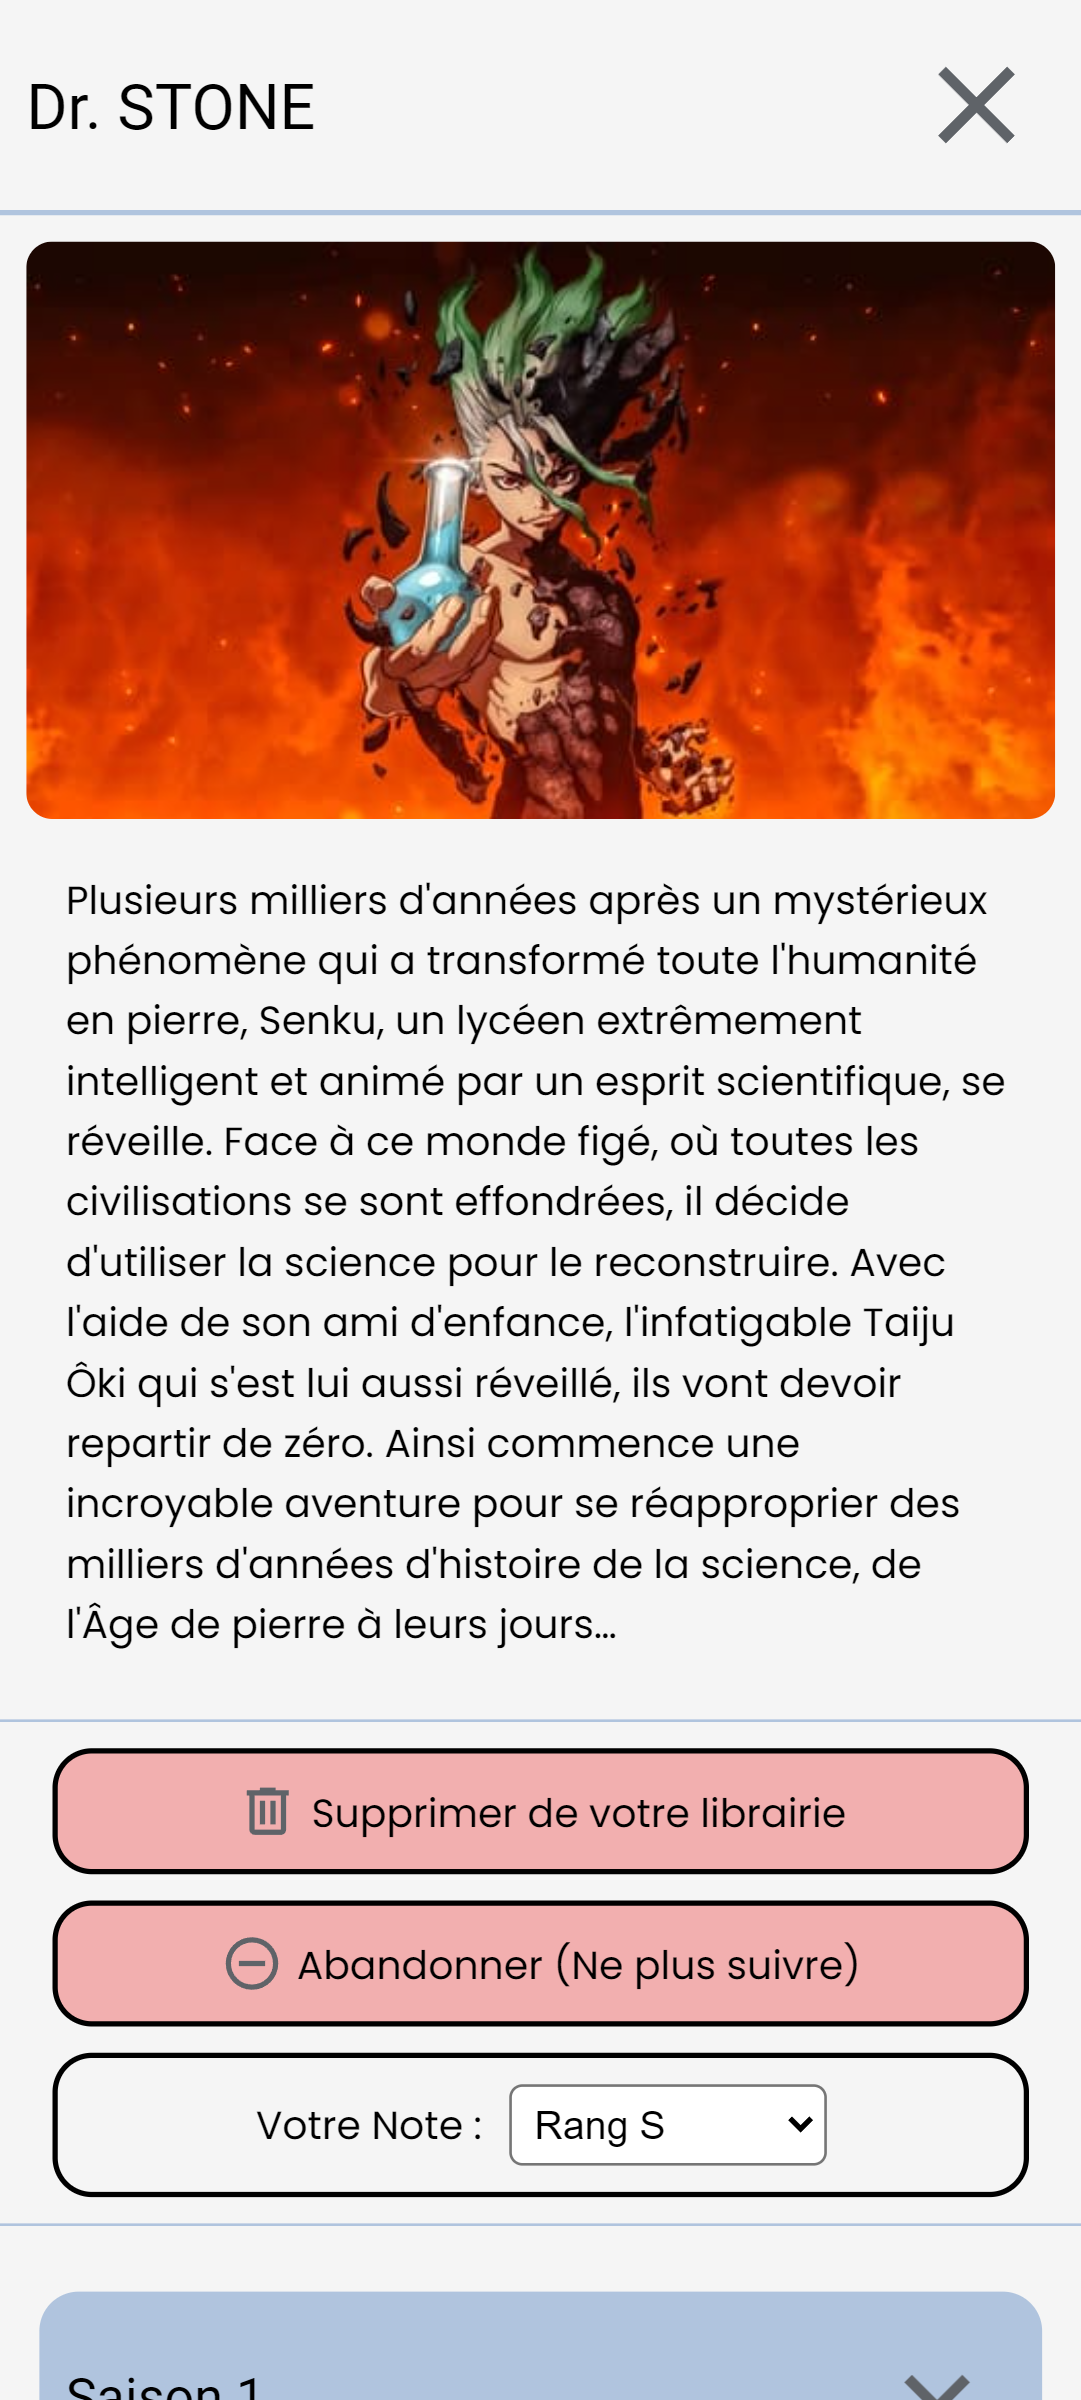 Dr. STONE
Plusieurs milliers d'années après un mystérieux
phénomène qui a transformé toute l'humanité
en pierre, Senku, un lycéen extrêmement
intelligent et animé par un esprit scientifique, se
réveille. Face à ce monde figé, où toutes les
civilisations se sont effondrées, il décide
d'utiliser la science pour le reconstruire. Avec
l'aide de son ami d'enfance, l'infatigable Taiju
Ôki qui s'est lui aussi réveillé, ils vont devoir
repartir de zéro. Ainsi commence une
incroyable aventure pour se réapproprier des
milliers d'années d'histoire de la science, de
l'Âge de pierre à leurs jours...
Supprimer de votre librairie
Abandonner (Ne plus suivre)
Votre Note : Rang S
Saison 1